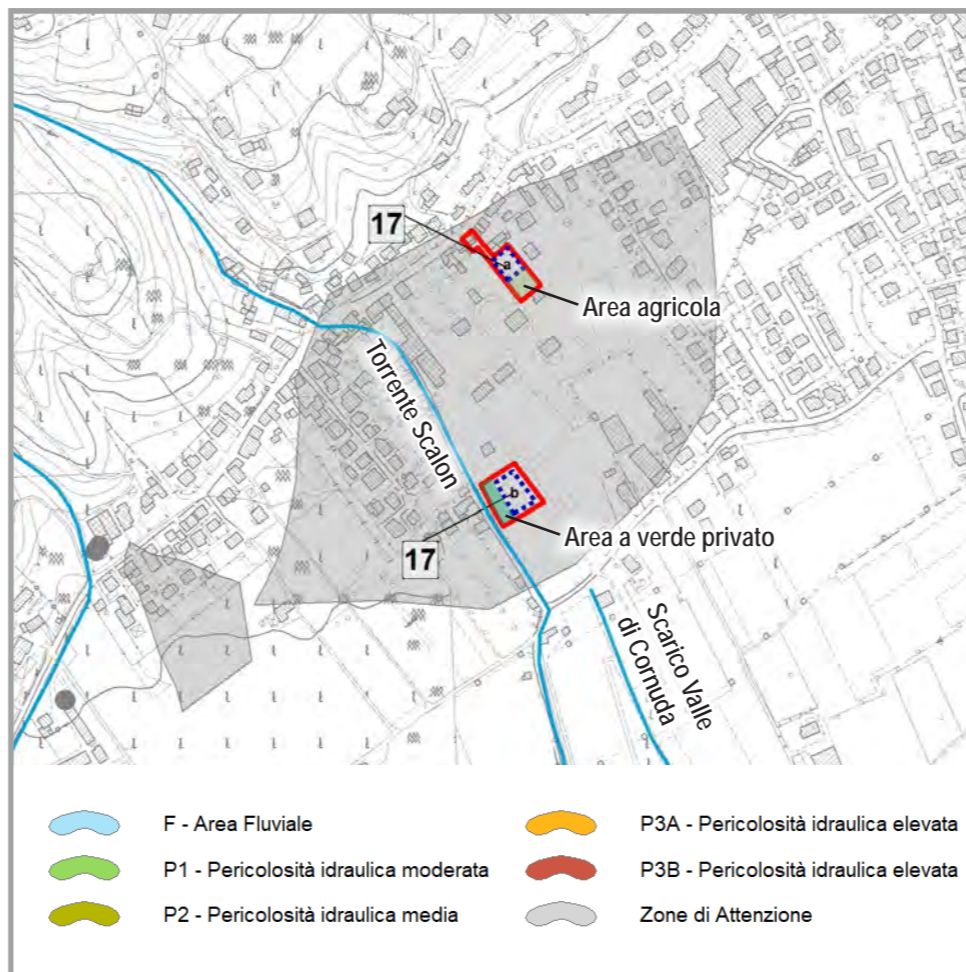 17
a
Area agricola
Torrente Scalon
b
Area a verde privato
17
Scarico Valle
di Cornuda
F - Area Fluviale
P1 - Pericolosità idraulica moderata
P2 - Pericolosità idraulica media
P3A - Pericolosità idraulica elevata
P3B - Pericolosità idraulica elevata
Zone di Attenzione